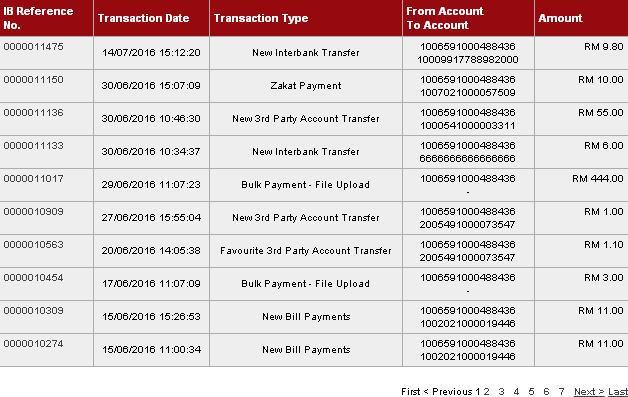 IB Reference No. Transaction Date Transaction Type From Account To Account Amount
0000011475 14/07/2016 15:12:20 New Interbank Transfer 1006591000488436 10009917788982000 RM 9.80
0000011150 30/06/2016 15:07:09 Zakat Payment 1006591000488436 1007021000057509 RM 10.00
0000011136 30/06/2016 10:46:30 New 3rd Party Account Transfer 1006591000488436 1000541000003311 RM 55.00
0000011133 30/06/2016 10:34:37 New Interbank Transfer 1006591000488436 6666666666666666 RM 6.00
0000011017 29/06/2016 11:07:23 Bulk Payment - File Upload 1006591000488436 - RM 444.00
0000010909 27/06/2016 15:55:04 New 3rd Party Account Transfer 1006591000488436 2005491000073547 RM 1.00
0000010563 20/06/2016 14:05:38 Favourite 3rd Party Account Transfer 1006591000488436 2005491000073547 RM 1.10
0000010454 17/06/2016 11:07:09 Bulk Payment - File Upload 1006591000488436 - RM 3.00
0000010309 15/06/2016 15:26:53 New Bill Payments 1006591000488436 1002021000019446 RM 11.00
0000010274 15/06/2016 11:00:34 New Bill Payments 1006591000488436 1002021000019446 RM 11.00
First < Previous 1 2 3 4 5 6 7 Next > Last